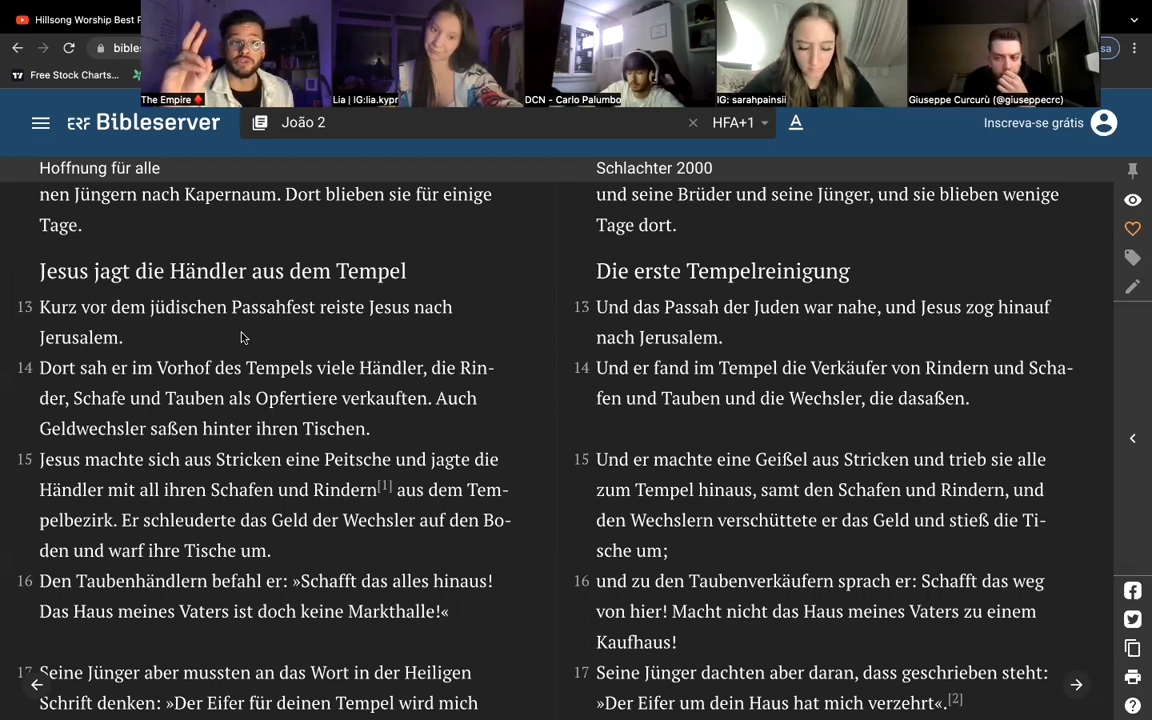 Hillsong Worship Best P
bibles
Free Stock Charts...
sa
The Empire
Lia | IG:lia.kypr
DCN - Carlo Palumbo
IG: sarahpainsii
Giuseppe Curcurù (@giuseppecrc)
ERF Bibleserver
João 2
HFA+1
A
Inscreva-se grátis
Hoffnung für alle
nen Jüngern nach Kapernaum. Dort blieben sie für einige
Tage.
Jesus jagt die Händler aus dem Tempel
13 Kurz vor dem jüdischen Passahfest reiste Jesus nach
Jerusalem.
14 Dort sah er im Vorhof des Tempels viele Händler, die Rin-
der, Schafe und Tauben als Opfertiere verkauften. Auch
Geldwechsler saßen hinter ihren Tischen.
15 Jesus machte sich aus Stricken eine Peitsche und jagte die
Händler mit all ihren Schafen und Rindern[1] aus dem Tem-
pelbezirk. Er schleuderte das Geld der Wechsler auf den Bo-
den und warf ihre Tische um.
16 Den Taubenhändlern befahl er: »Schafft das alles hinaus!
Das Haus meines Vaters ist doch keine Markthalle!«
17 Seine Jünger aber mussten an das Wort in der Heiligen
Schrift denken: »Der Eifer für deinen Tempel wird mich
Schlachter 2000
und seine Brüder und seine Jünger, und sie blieben wenige
Tage dort.
Die erste Tempelreinigung
13 Und das Passah der Juden war nahe, und Jesus zog hinauf
nach Jerusalem.
14 Und er fand im Tempel die Verkäufer von Rindern und Scha-
fen und Tauben und die Wechsler, die dasaßen.
15 Und er machte eine Geißel aus Stricken und trieb sie alle
zum Tempel hinaus, samt den Schafen und Rindern, und
den Wechslern verschüttete er das Geld und stieß die Ti-
sche um;
16 und zu den Taubenverkäufern sprach er: Schafft das weg
von hier! Macht nicht das Haus meines Vaters zu einem
Kaufhaus!
17 Seine Jünger dachten aber daran, dass geschrieben steht:
»Der Eifer um dein Haus hat mich verzehrt«.[2]